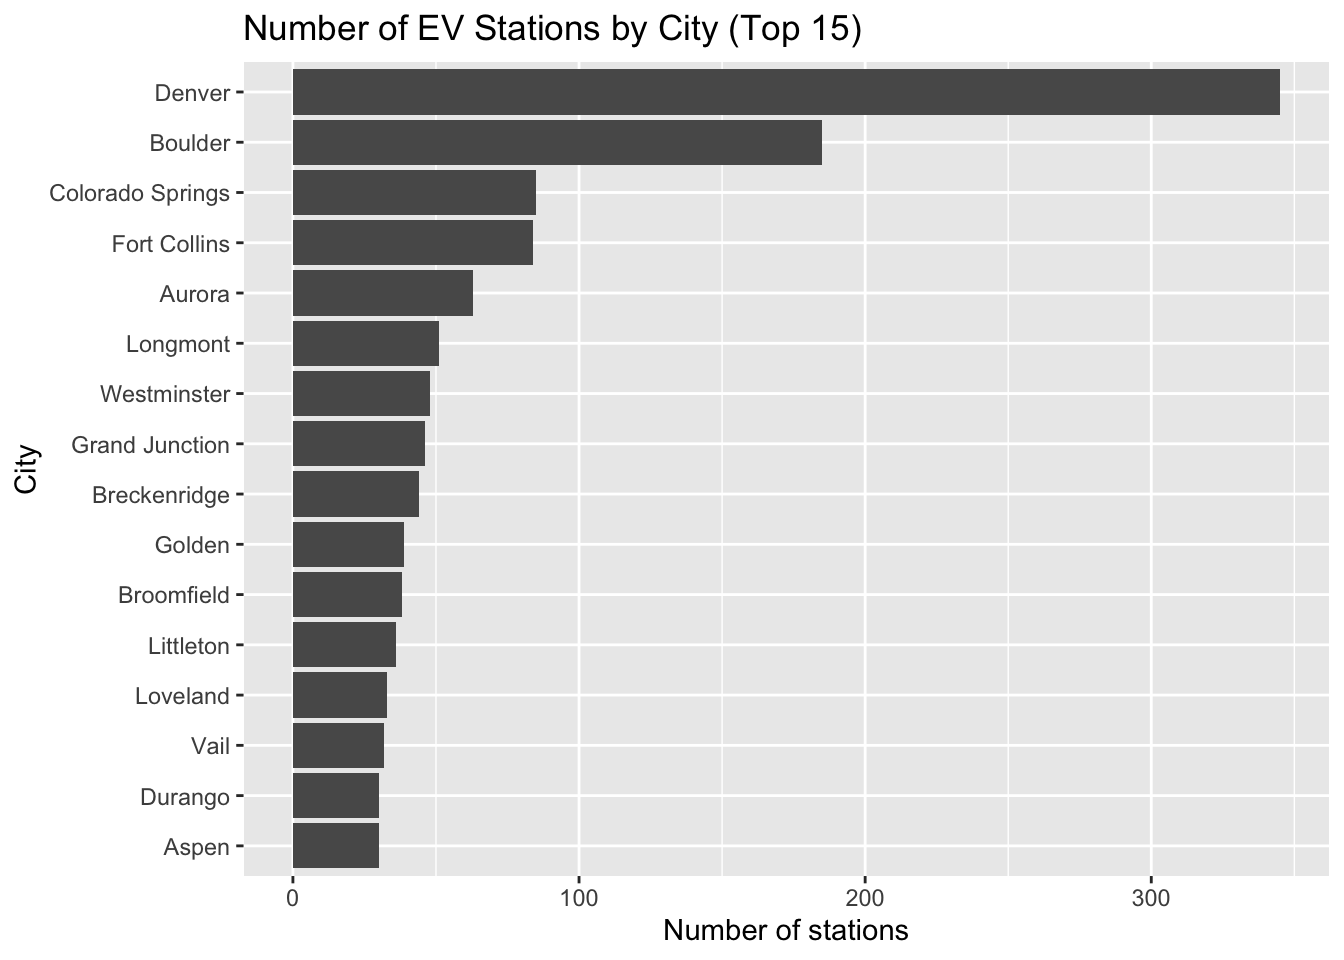 Number of EV Stations by City (Top 15)
Denver
Boulder
Colorado Springs
Fort Collins
Aurora
Longmont
Westminster
Grand Junction
Breckenridge
Golden
Broomfield
Littleton
Loveland
Vail
Durango
Aspen
City
0 100 200 300
Number of stations